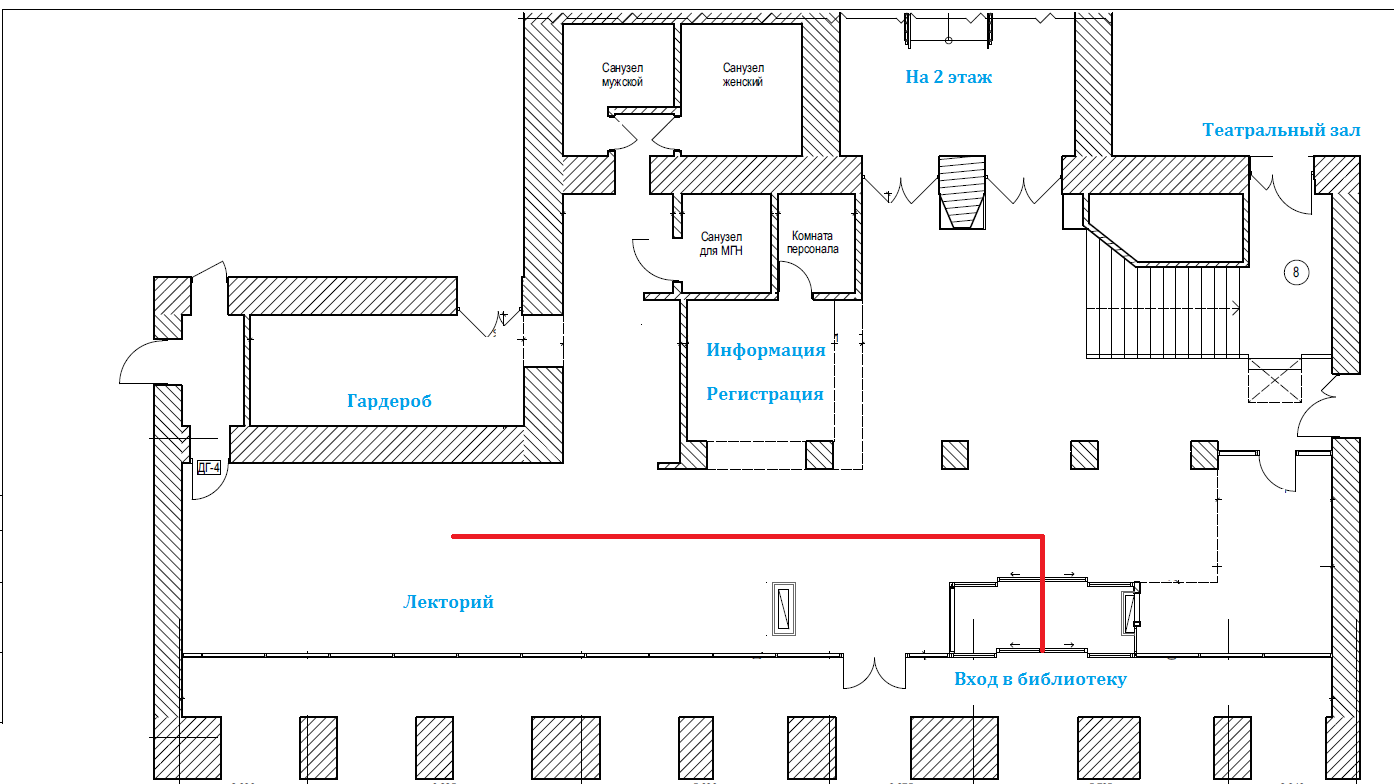 Санузел
мужской
Санузел
женский
На 2 этаж
Театральный зал
Санузел
для МГН
Комната
персонала
8
Информация
Регистрация
Гардероб
ДГ-4
Лекторий
Вход в библиотеку